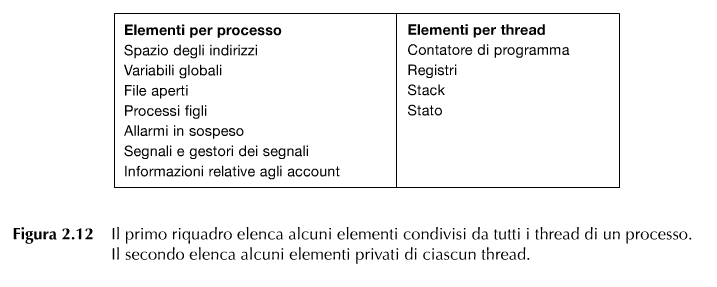 Elementi per processo
Spazio degli indirizzi
Variabili globali
File aperti
Processi figli
Allarmi in sospeso
Segnali e gestori dei segnali
Informazioni relative agli account
Elementi per thread
Contatore di programma
Registri
Stack
Stato
Figura 2.12 Il primo riquadro elenca alcuni elementi condivisi da tutti i thread di un processo.
Il secondo elenca alcuni elementi privati di ciascun thread.